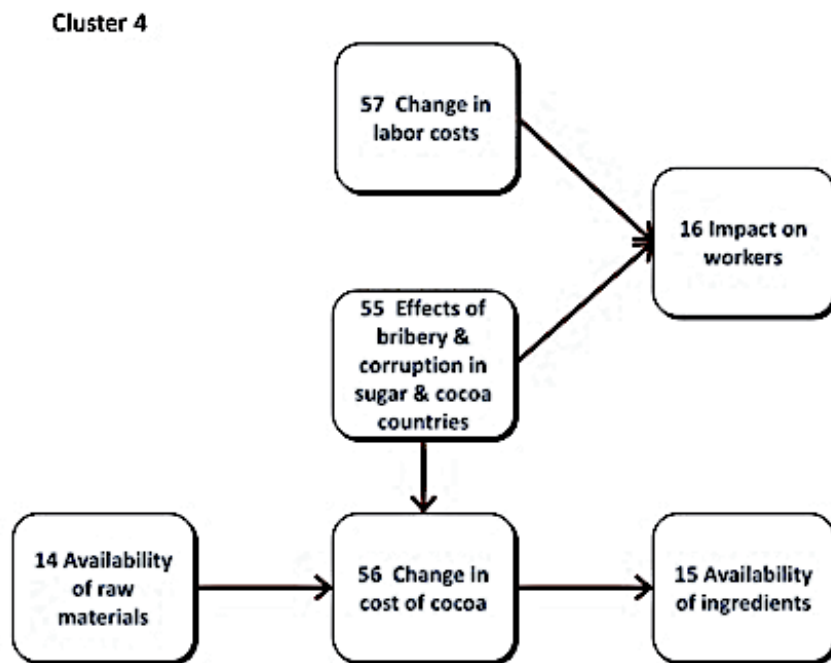 Cluster 4
57 Change in
labor costs
16 Impact on
workers
55 Effects of
bribery &
corruption in
sugar & cocoa
countries
14 Availability
of raw
materials
56 Change in
cost of cocoa
15 Availability
of ingredients